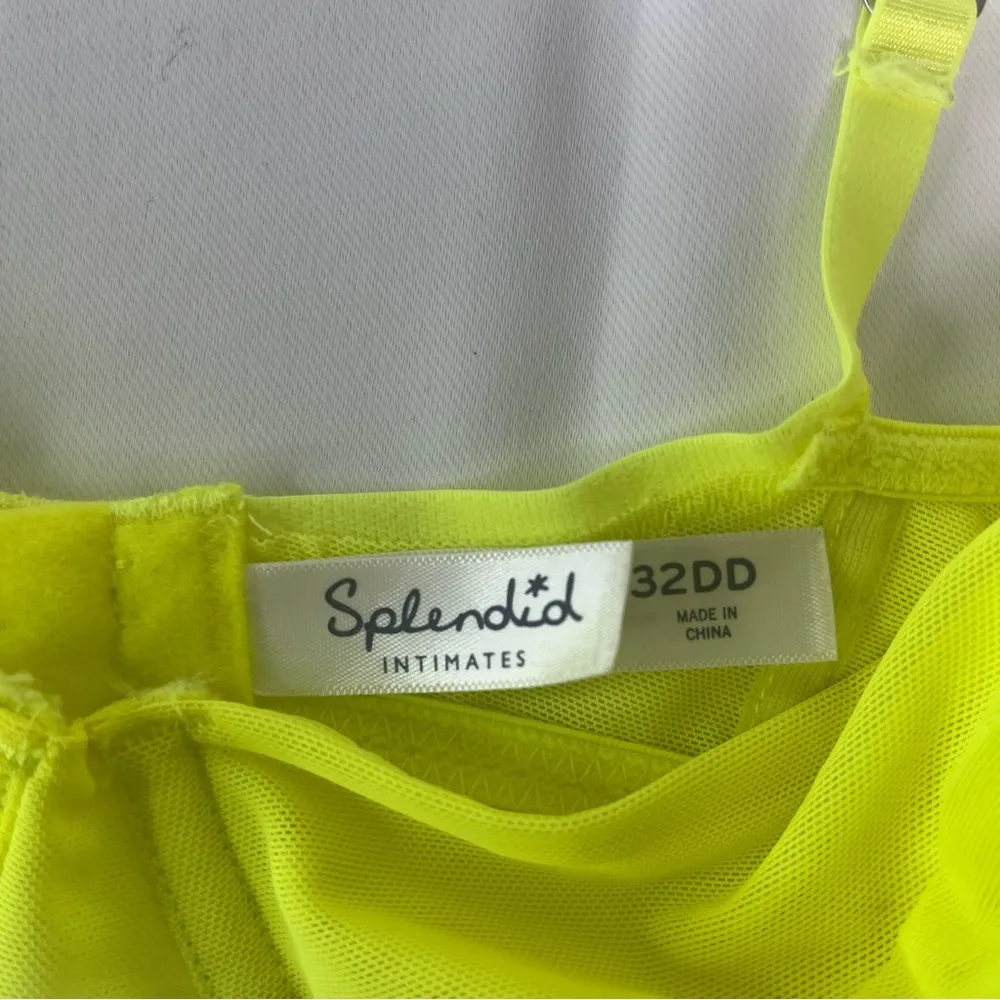 Splendid
INTIMATES
32DD
MADE IN
CHINA